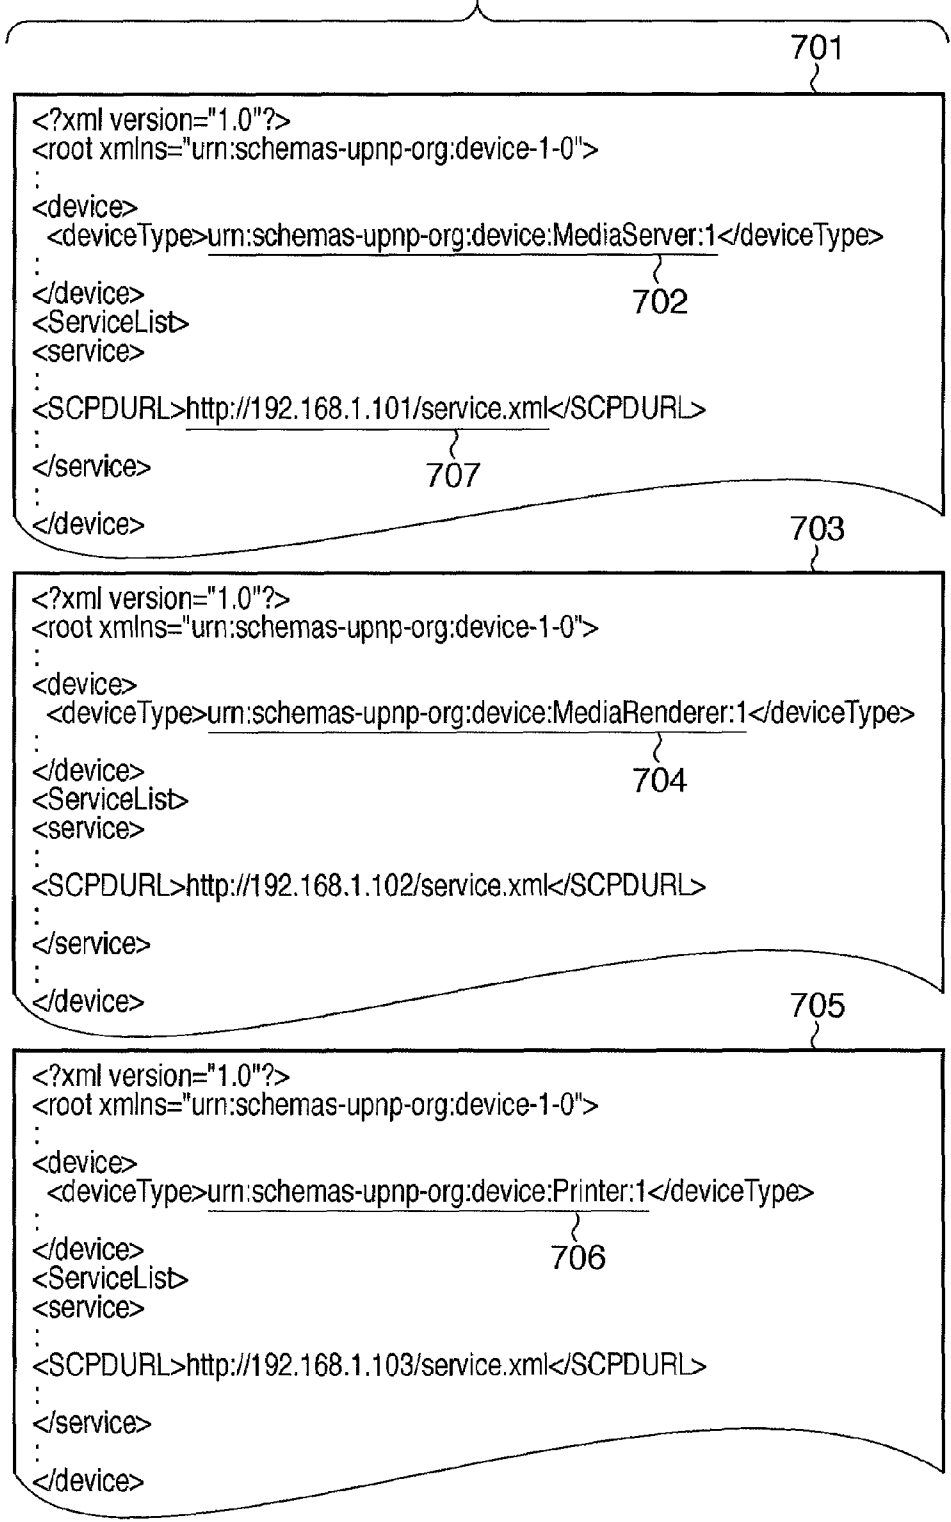 701
<?xml version="1.0"?>
<root xmlns="urn:schemas-upnp-org:device-1-0">
:
<device>
<deviceType>urn:schemas-upnp-org:device:MediaServer:1</deviceType>
:
702
</device>
<ServiceList>
<service>
:
<SCPDURL>http://192.168.1.101/service.xml</SCPDURL>
:
</service>
707
:
</device>
703
<?xml version="1.0"?>
<root xmlns="urn:schemas-upnp-org:device-1-0">
:
<device>
<deviceType>urn:schemas-upnp-org:device:MediaRenderer:1</deviceType>
:
704
</device>
<ServiceList>
<service>
:
<SCPDURL>http://192.168.1.102/service.xml</SCPDURL>
:
</service>
:
</device>
705
<?xml version="1.0"?>
<root xmlns="urn:schemas-upnp-org:device-1-0">
:
<device>
<deviceType>urn:schemas-upnp-org:device:Printer:1</deviceType>
:
</device>
706
<ServiceList>
<service>
:
<SCPDURL>http://192.168.1.103/service.xml</SCPDURL>
:
</service>
:
</device>